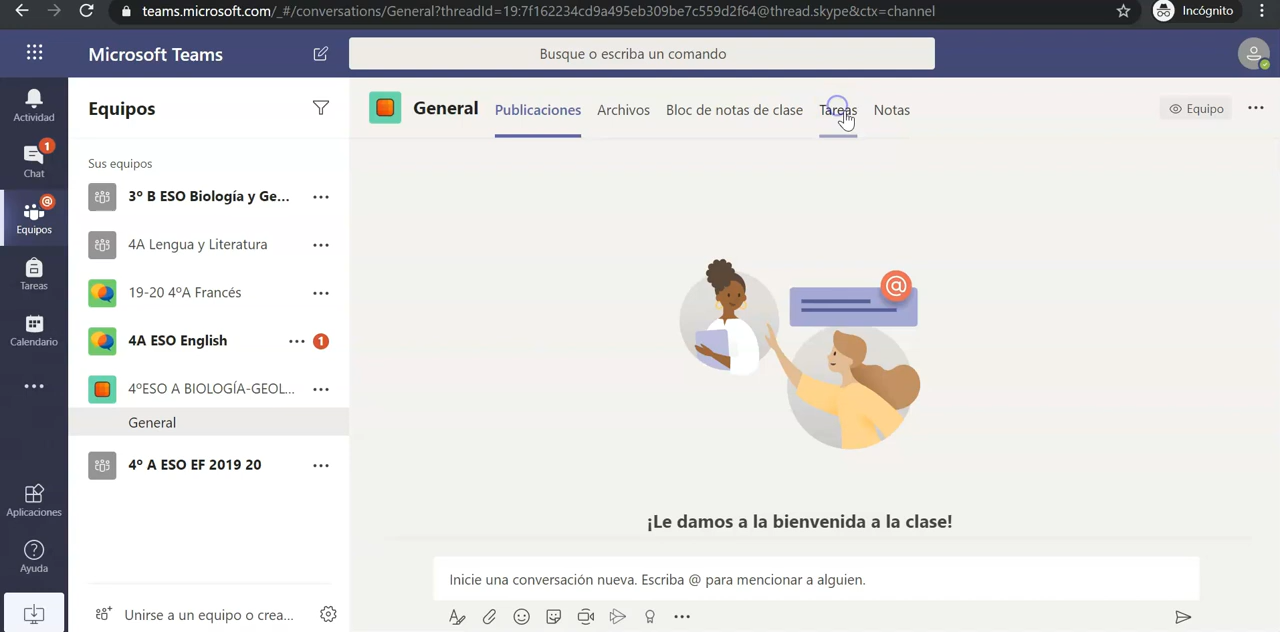 teams.microsoft.com/_#/conversations/General?threadId=19:7f162234cd9a495eb309be7c559d2f64@thread.skype&ctx=channel
Incógnito
Microsoft Teams
Busque o escriba un comando
Actividad
Chat
1
Equipos
@
Tareas
Calendario
Aplicaciones
Ayuda
Equipos
Sus equipos
3º B ESO Biología y Ge...
4A Lengua y Literatura
19-20 4ºA Francés
4A ESO English
1
4ºESO A BIOLOGÍA-GEOL...
General
4º A ESO EF 2019 20
Unirse a un equipo o crea...
General
Publicaciones
Archivos
Bloc de notas de clase
Tareas
Notas
Equipo
@
¡Le damos a la bienvenida a la clase!
Inicie una conversación nueva. Escriba @ para mencionar a alguien.